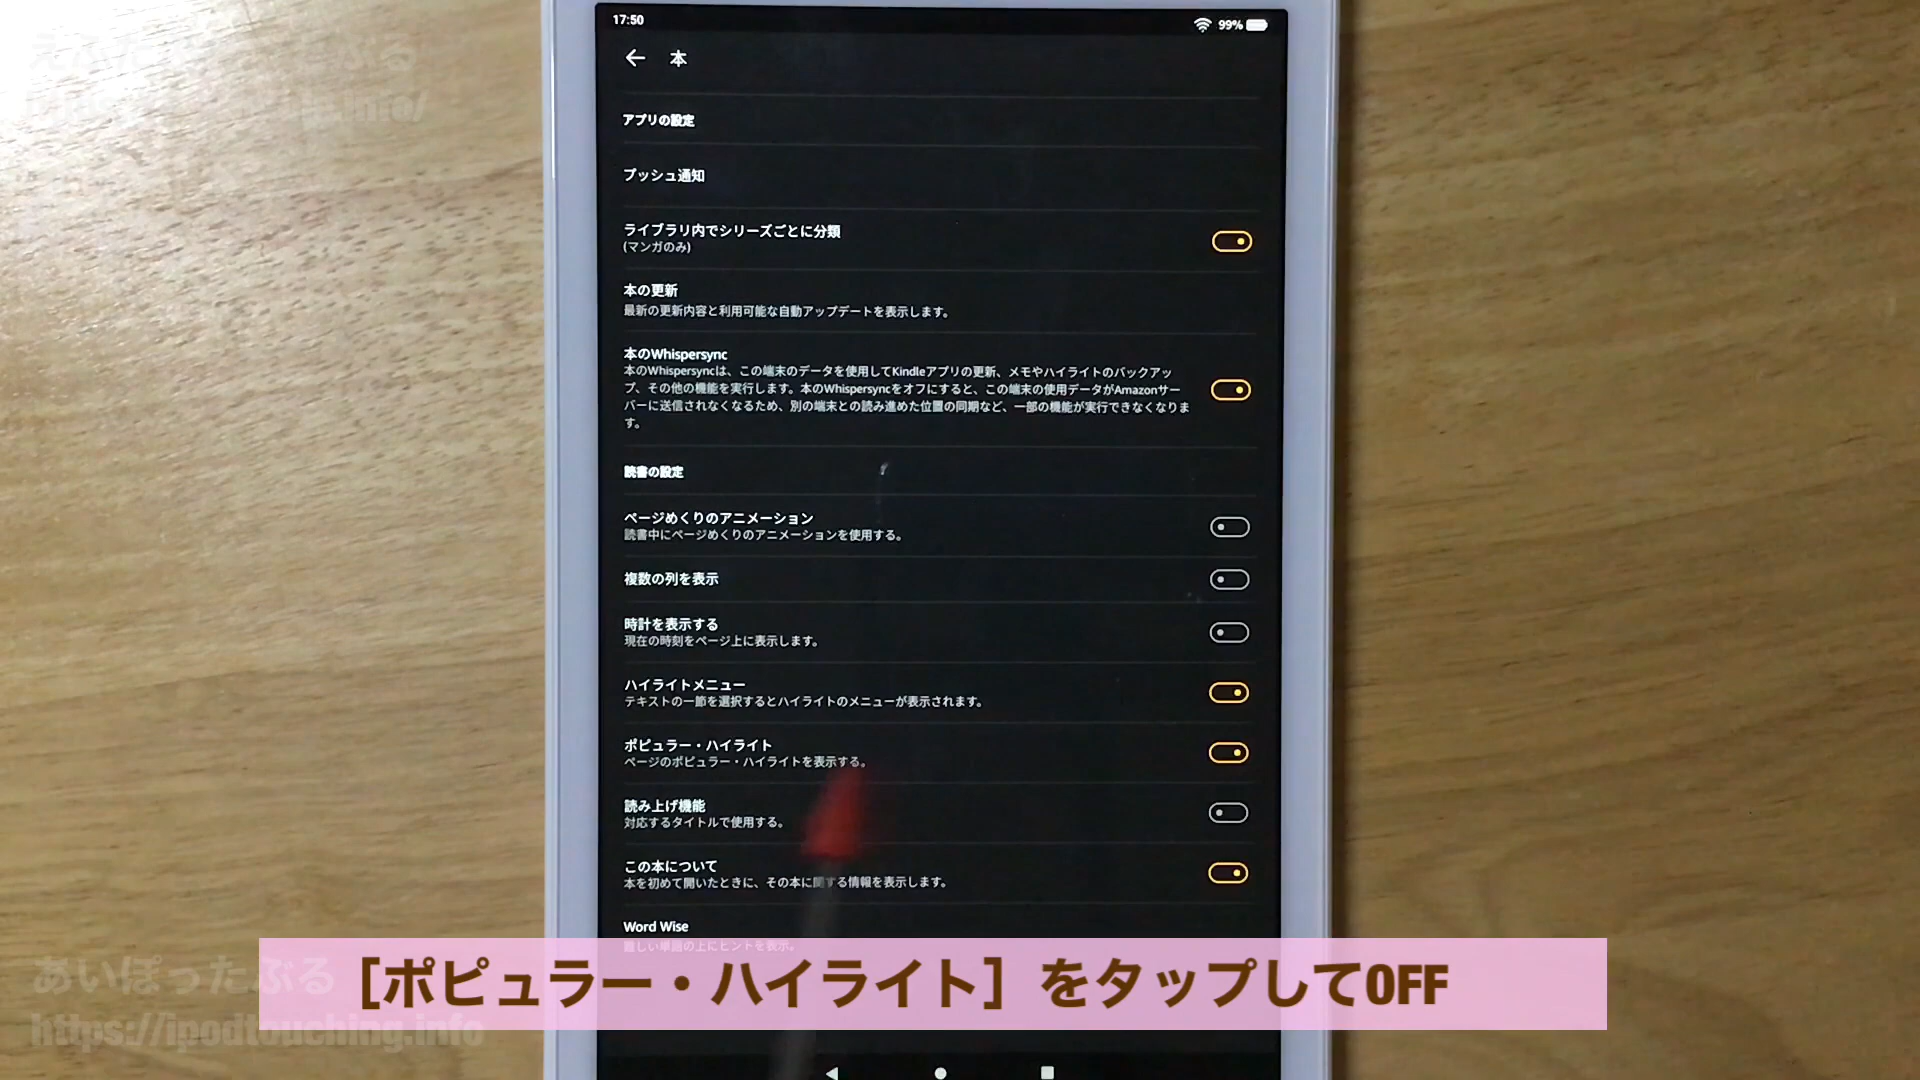 17:50
99%
本
アプリの設定
プッシュ通知
ライブラリ内でシリーズごとに分類
(マンガのみ)
本の更新
最新の更新内容と利用可能な自動アップデートを表示します。
本のWhispersync
本のWhispersyncは、この端末のデータを使用してKindleアプリの更新、メモやハイライトのバックアッ
プ、その他の機能を実行します。本のWhispersyncをオフにすると、この端末の使用データがAmazonサー
バーに送信されなくなるため、別の端末との読み進めた位置の同期など、一部の機能が実行できなくなりま
す。
読書の設定
ページめくりのアニメーション
読書中にページめくりのアニメーションを使用する。
複数の列を表示
時計を表示する
現在の時刻をページ上に表示します。
ハイライトメニュー
テキストの一節を選択するとハイライトのメニューが表示されます。
ポピュラー・ハイライト
ページのポピュラー・ハイライトを表示する。
読み上げ機能
対応するタイトルで使用する。
この本について
本を初めて開いたときに、その本に関する情報を表示します。
Word Wise
難しい単語の上にヒントを表示。
［ポピュラー・ハイライト］をタップしてOFF
あいぽったぶる
https://ipodtouching.info